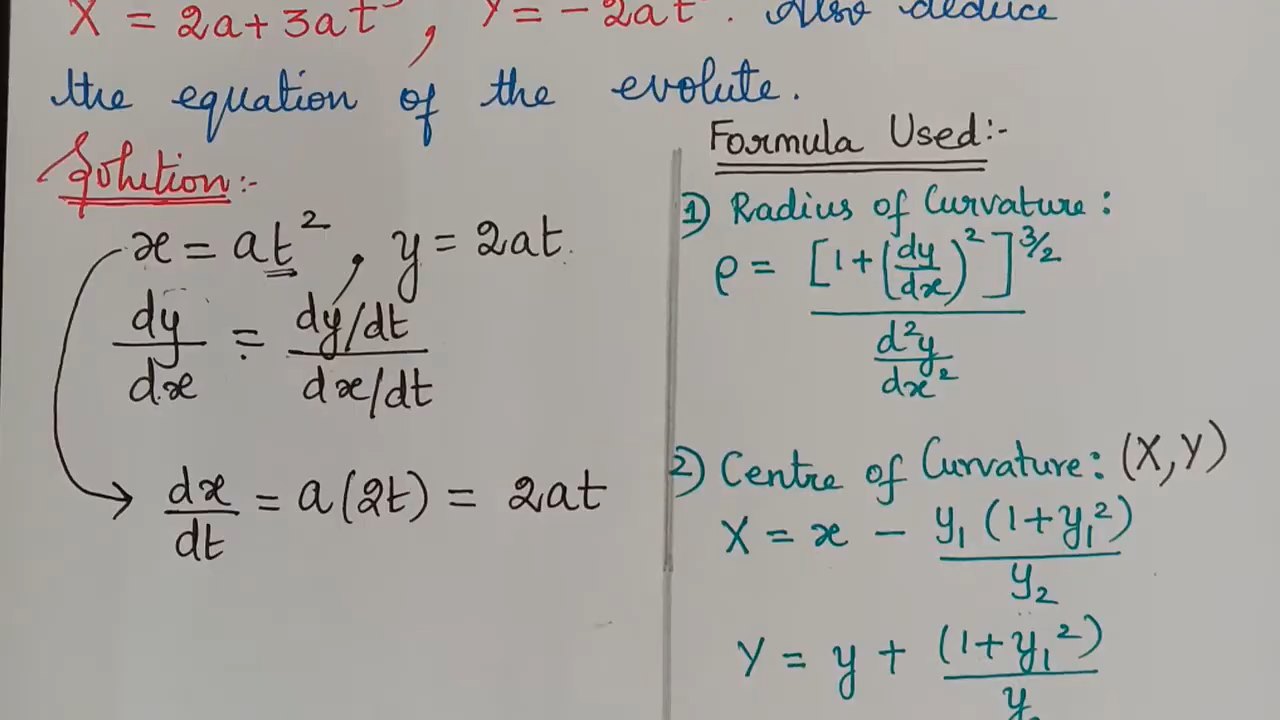 X = 2a + 3at , Y = -2at . Also deduce
the equation of the evolute.
Solution:-
x = at² , y = 2at.
dy/dx = (dy/dt)/(dx/dt)
dx/dt = a(2t) = 2at
Formula Used:-
1) Radius of Curvature:
ρ = [1+(dy/dx)²]^3/2 / d²y/dx²
2) Centre of Curvature: (X,Y)
X = x - y₁(1+y₁²)/y₂
Y = y + (1+y₁²)/y